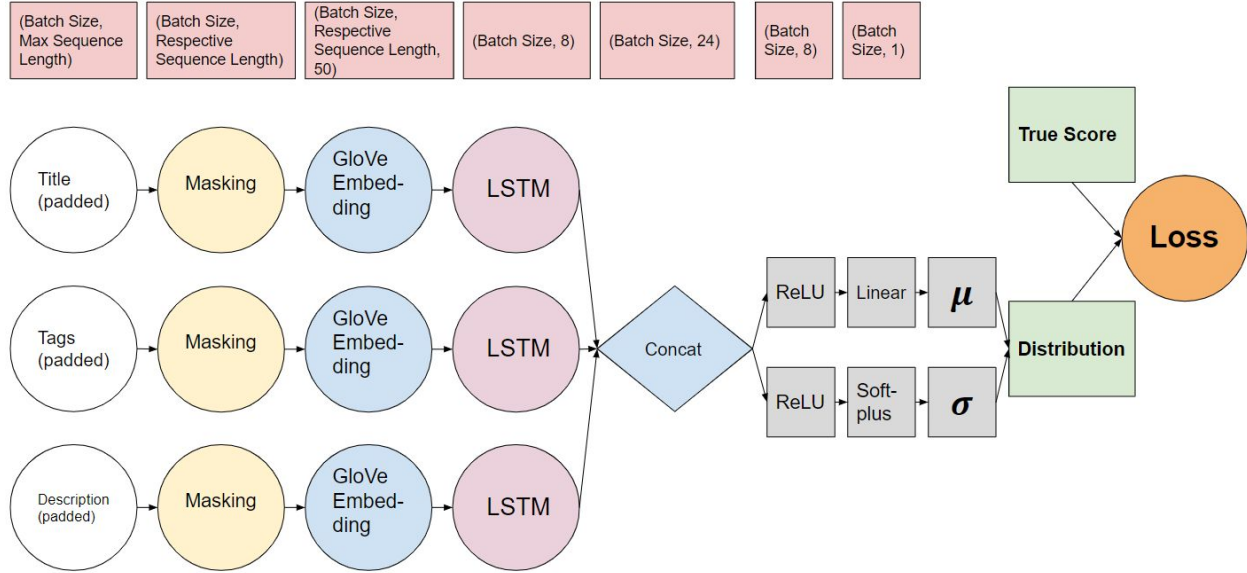 (Batch Size,
Max Sequence
Length)
(Batch Size,
Respective
Sequence Length)
(Batch Size,
Respective
Sequence Length,
50)
(Batch Size, 8)
(Batch Size, 24)
(Batch
Size, 8)
(Batch
Size, 1)
Title
(padded)
Masking
GloVe
Embed-
ding
LSTM
True Score
Loss
Tags
(padded)
Masking
GloVe
Embed-
ding
LSTM
Concat
ReLU
Linear
μ
ReLU
Soft-
plus
σ
Distribution
Description
(padded)
Masking
GloVe
Embed-
ding
LSTM